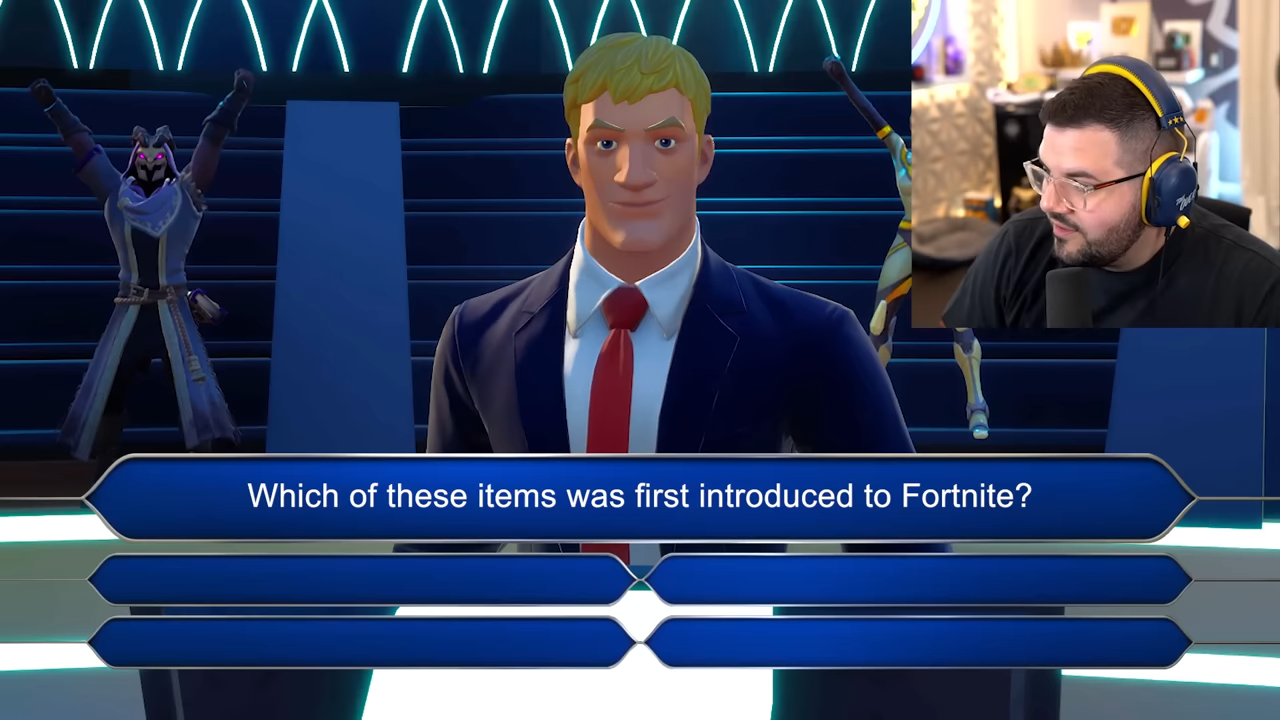 Which of these items was first introduced to Fortnite?